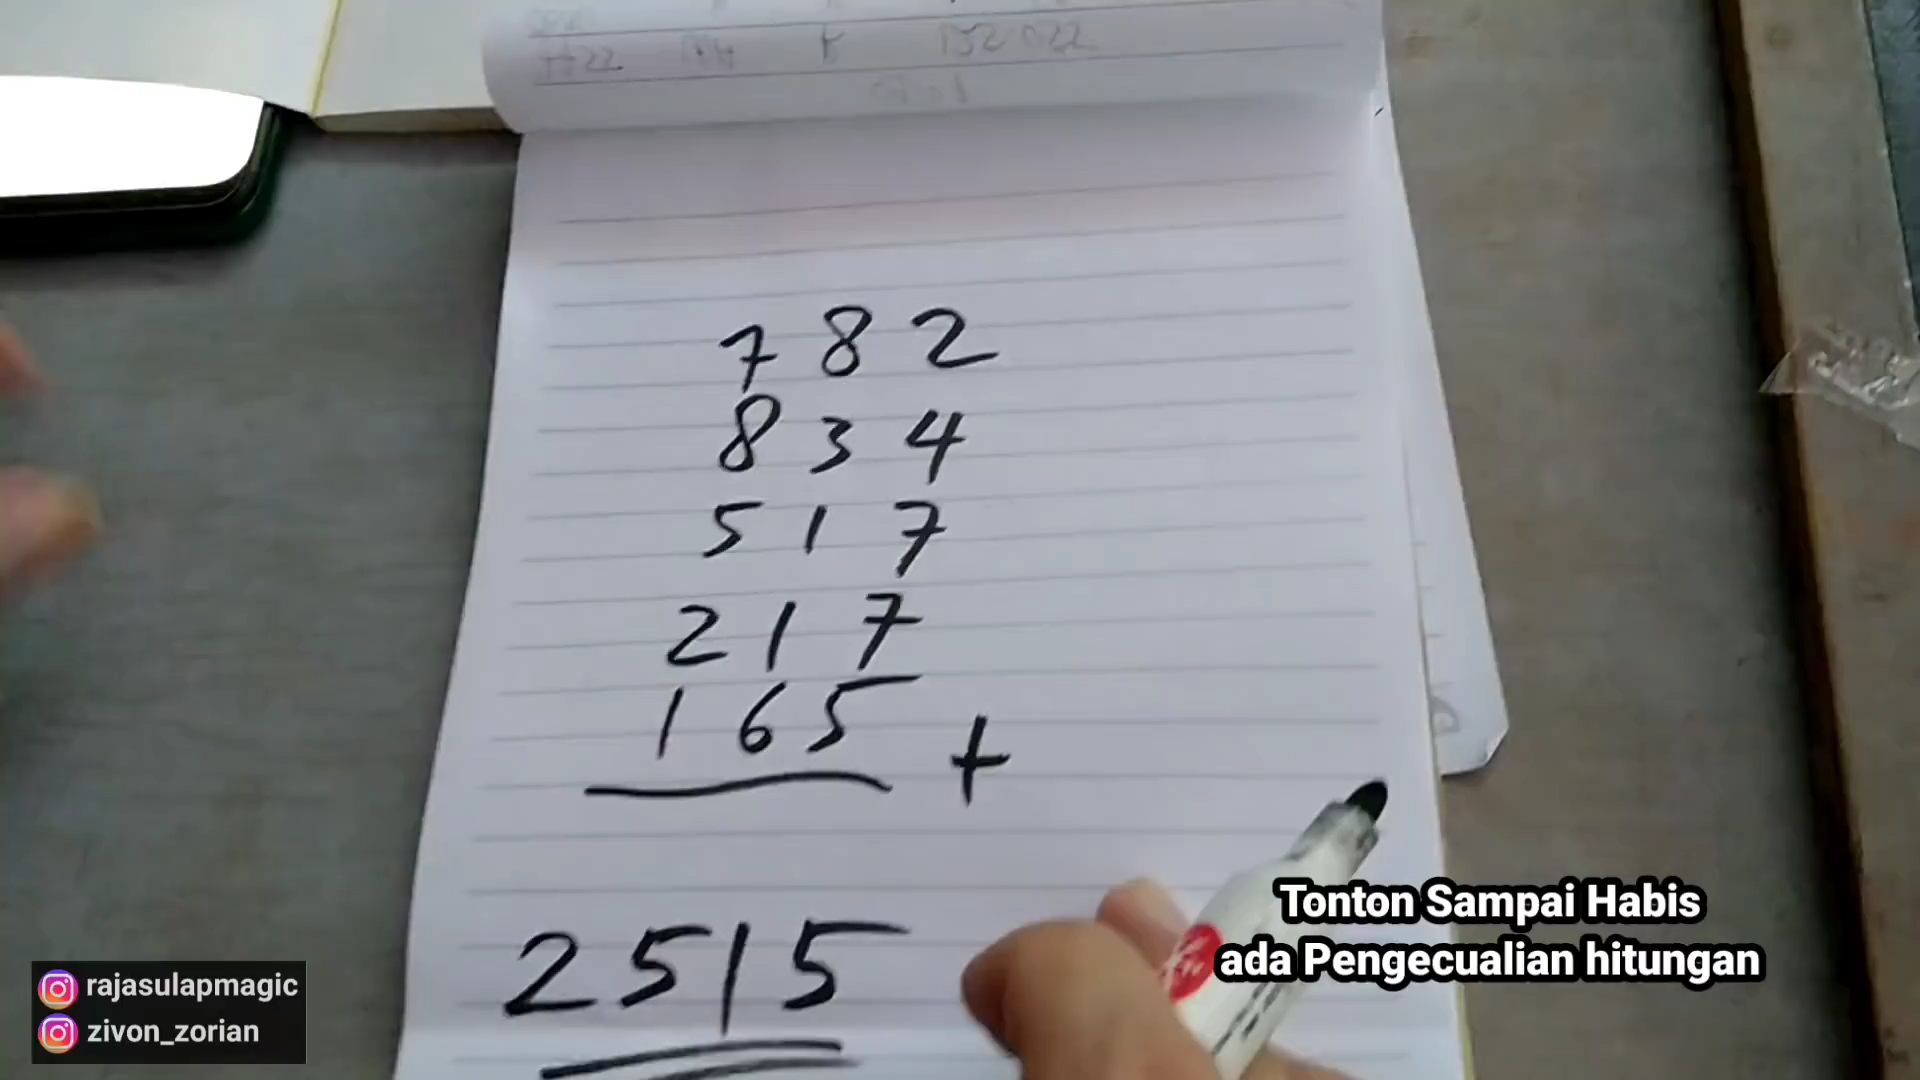 782
834
517
217
165 +
2515
Tonton Sampai Habis
ada Pengecualian hitungan
rajasulapmagic
zivon_zorian